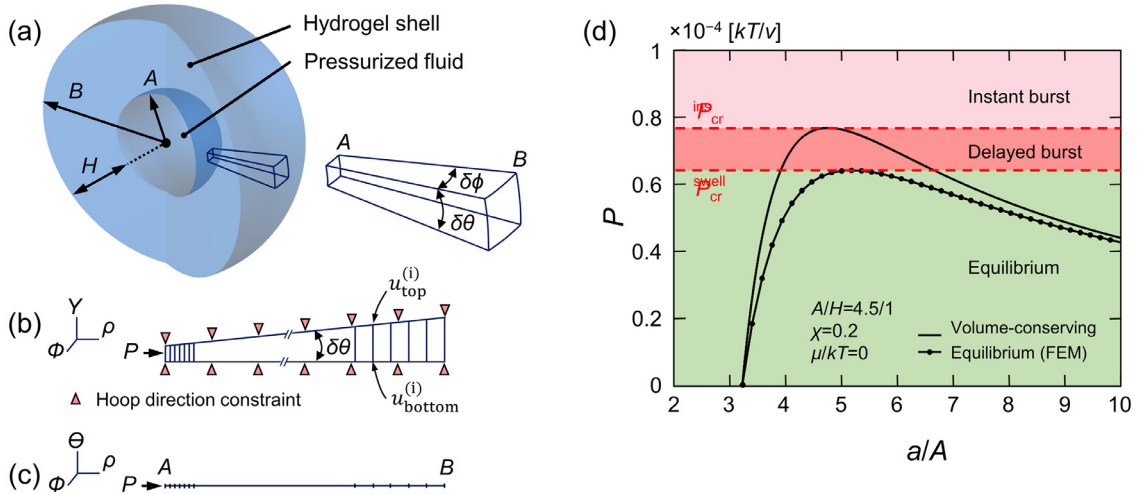 (a)
Hydrogel shell
Pressurized fluid
A
B
H
A
B
δϕ
δθ
(b)
Y
ρ
Φ
P
u_top^(i)
δθ
u_bottom^(i)
Hoop direction constraint
(c)
Θ
ρ
Φ
P
A
B
(d)
×10⁻⁴ [kT/v]
1
0.8
0.6
0.4
0.2
0
P
Instant burst
P_cr^ins
Delayed burst
P_cr^swell
Equilibrium
A/H=4.5/1
χ=0.2
μ/kT=0
Volume-conserving
Equilibrium (FEM)
2 3 4 5 6 7 8 9 10
a/A